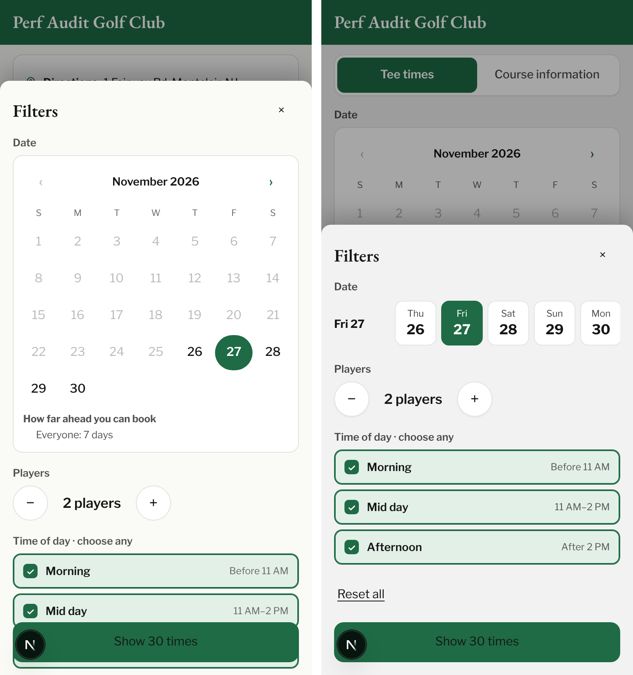 Perf Audit Golf Club
Filters
×
Date
‹ November 2026 ›
S M T W T F S
1 2 3 4 5 6 7
8 9 10 11 12 13 14
15 16 17 18 19 20 21
22 23 24 25 26 27 28
29 30
How far ahead you can book
Everyone: 7 days
Players
− 2 players +
Time of day · choose any
Morning Before 11 AM
Mid day 11 AM–2 PM
Show 30 times
N
Perf Audit Golf Club
Tee times Course information
Date
‹ November 2026 ›
S M T W T F S
1 2 3 4 5 6 7
Filters
×
Date
Fri 27
Thu Fri Sat Sun Mon
26 27 28 29 30
Players
− 2 players +
Time of day · choose any
Morning Before 11 AM
Mid day 11 AM–2 PM
Afternoon After 2 PM
Reset all
Show 30 times
N